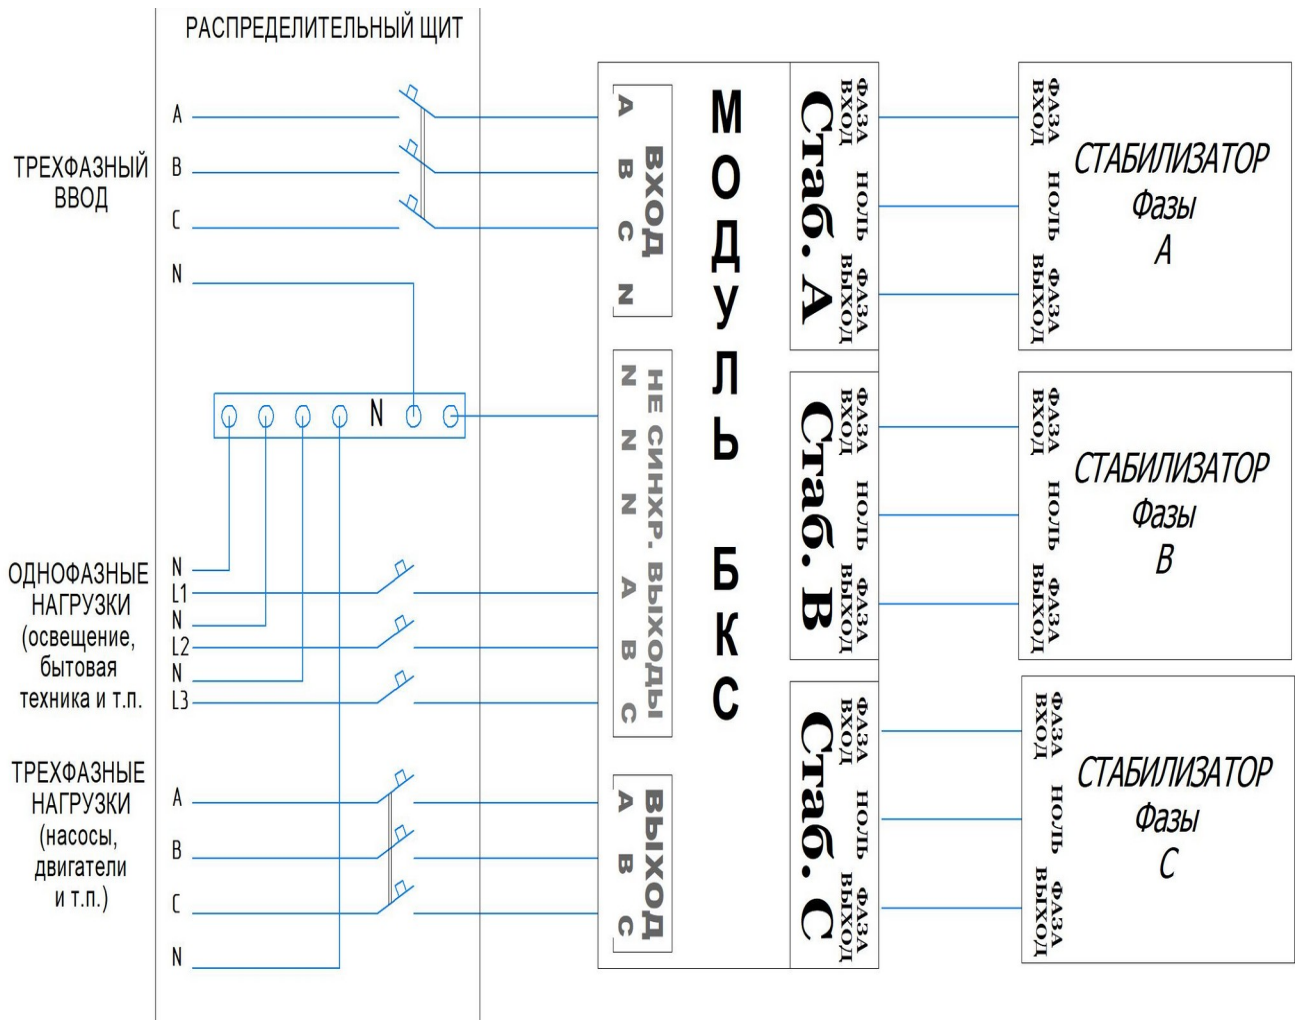 РАСПРЕДЕЛИТЕЛЬНЫЙ ЩИТ
ТРЕХФАЗНЫЙ
ВВОД
A
B
C
N
N
ОДНОФАЗНЫЕ
НАГРУЗКИ
(освещение,
бытовая
техника и т.п.
N
L1
N
L2
N
L3
ТРЕХФАЗНЫЕ
НАГРУЗКИ
(насосы,
двигатели
и т.п.)
A
B
C
N
ВХОД
A B C N
НЕ СИНХР. ВЫХОДЫ
N N N A B C
ВЫХОД
A B C
МОДУЛЬ БКС
ФАЗА
ВХОД
НОЛЬ
ФАЗА
ВЫХОД
Стаб. А
ФАЗА
ВХОД
НОЛЬ
ФАЗА
ВЫХОД
Стаб. В
ФАЗА
ВХОД
НОЛЬ
ФАЗА
ВЫХОД
Стаб. С
ФАЗА
ВХОД
НОЛЬ
ФАЗА
ВЫХОД
СТАБИЛИЗАТОР
Фазы
A
ФАЗА
ВХОД
НОЛЬ
ФАЗА
ВЫХОД
СТАБИЛИЗАТОР
Фазы
B
ФАЗА
ВХОД
НОЛЬ
ФАЗА
ВЫХОД
СТАБИЛИЗАТОР
Фазы
C